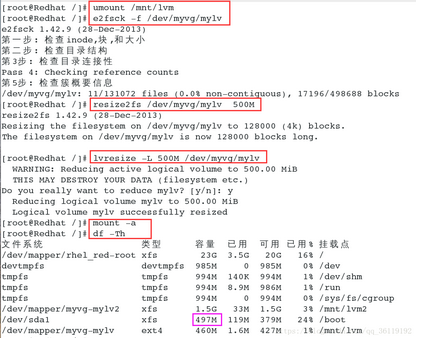 [root@Redhat /]# umount /mnt/lvm
[root@Redhat /]# e2fsck -f /dev/myvg/mylv
e2fsck 1.42.9 (28-Dec-2013)
第一步: 检查inode,块,和大小
第二步: 检查目录结构
第3步: 检查目录连接性
Pass 4: Checking reference counts
第5步: 检查簇概要信息
/dev/myvg/mylv: 11/131072 files (0.0% non-contiguous), 17196/498688 blocks
[root@Redhat /]# resize2fs /dev/myvg/mylv 500M
resize2fs 1.42.9 (28-Dec-2013)
Resizing the filesystem on /dev/myvg/mylv to 128000 (4k) blocks.
The filesystem on /dev/myvg/mylv is now 128000 blocks long.
[root@Redhat /]# lvresize -L 500M /dev/myvg/mylv
WARNING: Reducing active logical volume to 500.00 MiB
THIS MAY DESTROY YOUR DATA (filesystem etc.)
Do you really want to reduce mylv? [y/n]: y
Reducing logical volume mylv to 500.00 MiB
Logical volume mylv successfully resized
[root@Redhat /]# mount -a
[root@Redhat /]# df -Th
文件系统 类型 容量 已用 可用 已用% 挂载点
/dev/mapper/rhel_red-root xfs 23G 3.5G 20G 16% /
devtmpfs devtmpfs 985M 0 985M 0% /dev
tmpfs tmpfs 994M 140K 994M 1% /dev/shm
tmpfs tmpfs 994M 8.9M 986M 1% /run
tmpfs tmpfs 994M 0 994M 0% /sys/fs/cgroup
/dev/mapper/myvg-mylv2 xfs 1.5G 33M 1.5G 3% /mnt/lvm2
/dev/sda1 xfs 497M 119M 379M 24% /boot
/dev/mapper/myvg-mylv ext4 460M 1.6M 427M 1% /mnt/lvm